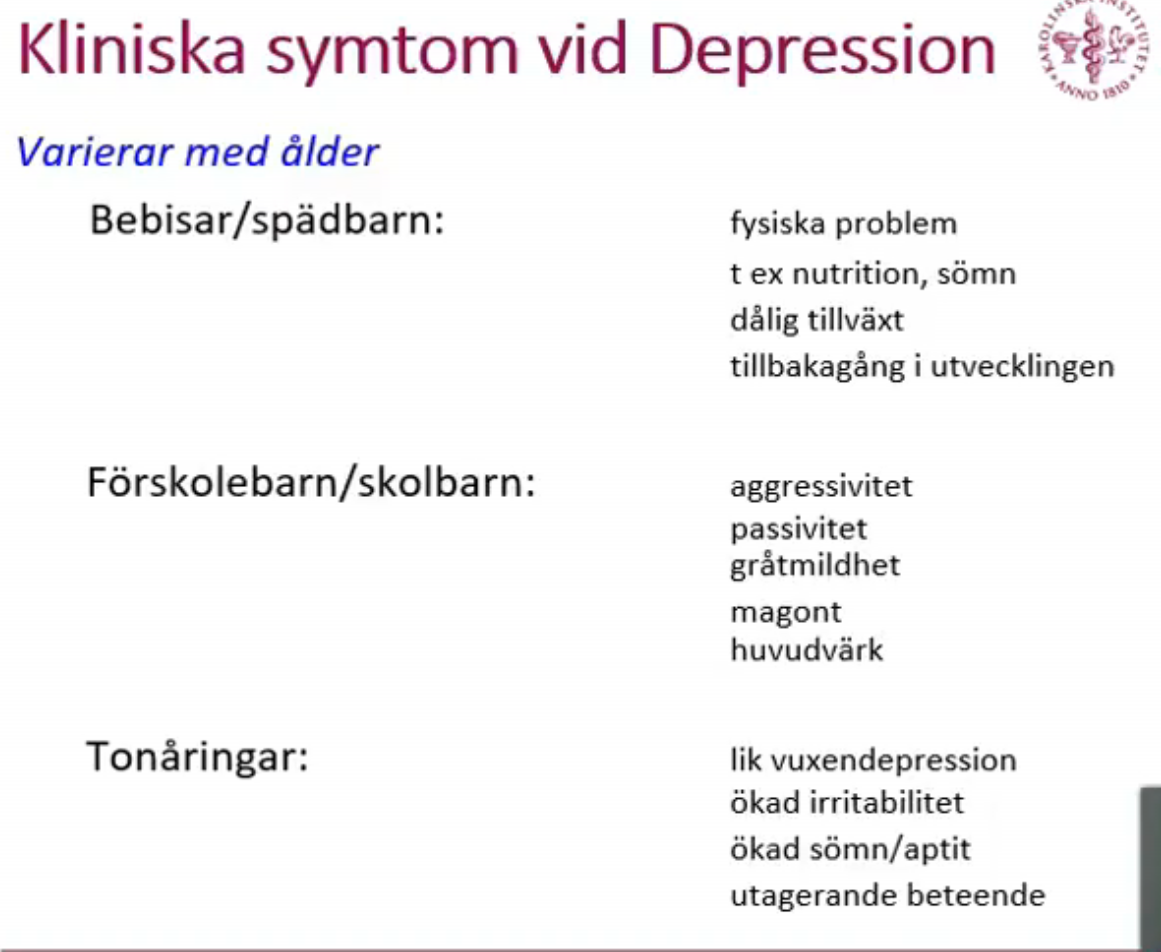 Kliniska symtom vid Depression
KAROLINSKA INSTITUTET
ANNO 1810
Varierar med ålder
Bebisar/spädbarn:
fysiska problem
t ex nutrition, sömn
dålig tillväxt
tillbakagång i utvecklingen
Förskolebarn/skolbarn:
aggressivitet
passivitet
gråtmildhet
magont
huvudvärk
Tonåringar:
lik vuxendepression
ökad irritabilitet
ökad sömn/aptit
utagerande beteende